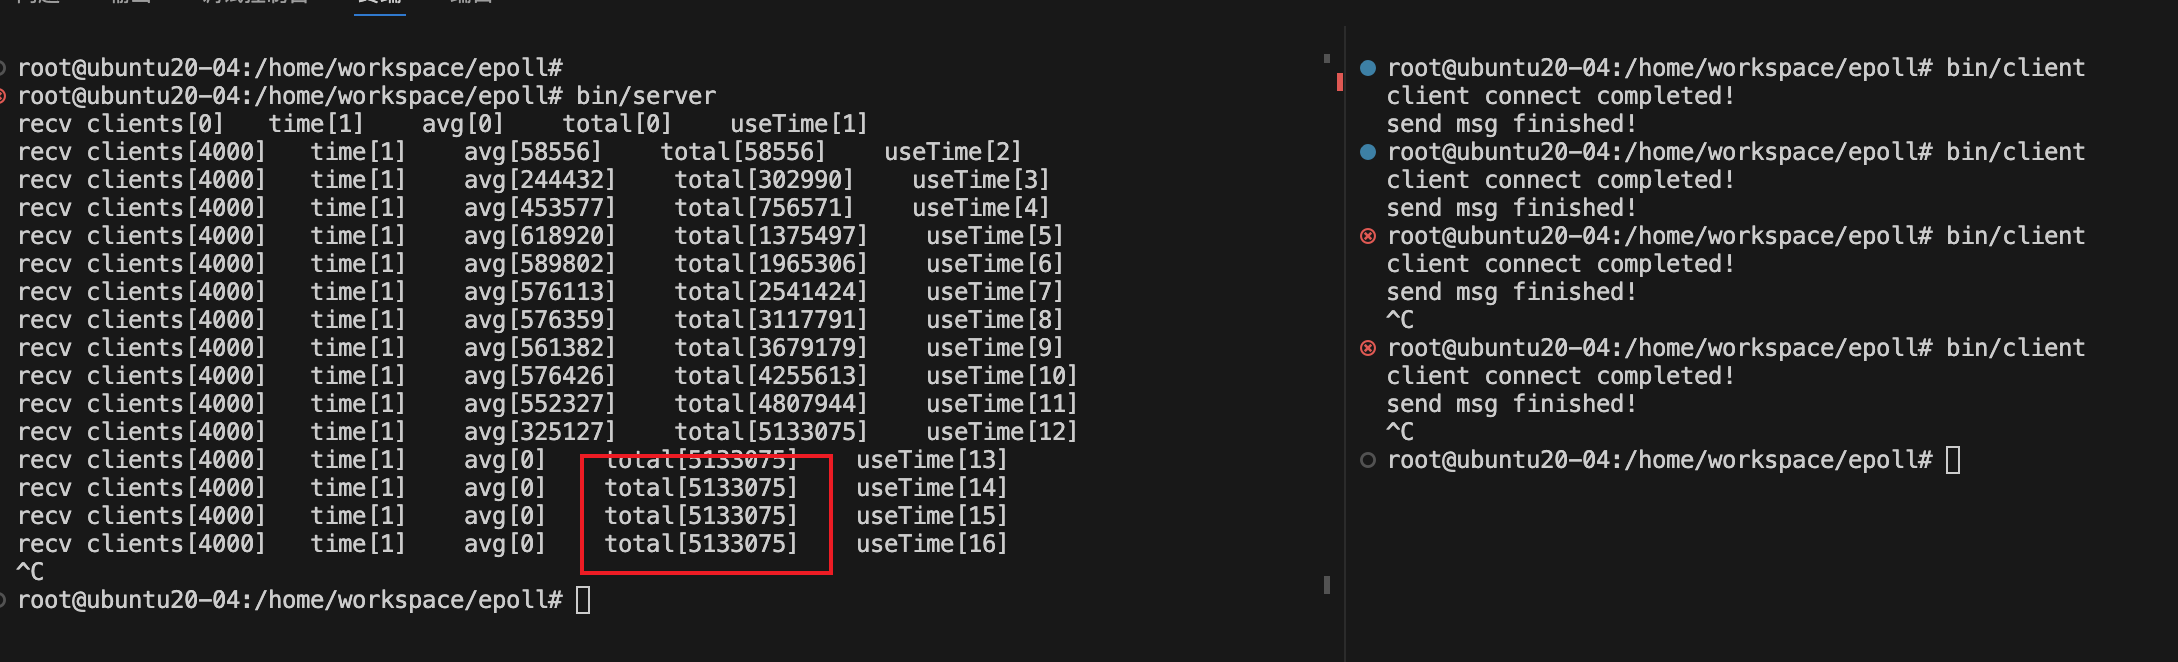 root@ubuntu20-04:/home/workspace/epoll#
root@ubuntu20-04:/home/workspace/epoll# bin/server
recv clients[0]   time[1]    avg[0]    total[0]    useTime[1]
recv clients[4000]   time[1]    avg[58556]    total[58556]    useTime[2]
recv clients[4000]   time[1]    avg[244432]    total[302990]    useTime[3]
recv clients[4000]   time[1]    avg[453577]    total[756571]    useTime[4]
recv clients[4000]   time[1]    avg[618920]    total[1375497]    useTime[5]
recv clients[4000]   time[1]    avg[589802]    total[1965306]    useTime[6]
recv clients[4000]   time[1]    avg[576113]    total[2541424]    useTime[7]
recv clients[4000]   time[1]    avg[576359]    total[3117791]    useTime[8]
recv clients[4000]   time[1]    avg[561382]    total[3679179]    useTime[9]
recv clients[4000]   time[1]    avg[576426]    total[4255613]    useTime[10]
recv clients[4000]   time[1]    avg[552327]    total[4807944]    useTime[11]
recv clients[4000]   time[1]    avg[325127]    total[5133075]    useTime[12]
recv clients[4000]   time[1]    avg[0]    total[5133075]    useTime[13]
recv clients[4000]   time[1]    avg[0]    total[5133075]    useTime[14]
recv clients[4000]   time[1]    avg[0]    total[5133075]    useTime[15]
recv clients[4000]   time[1]    avg[0]    total[5133075]    useTime[16]
^C
root@ubuntu20-04:/home/workspace/epoll#
root@ubuntu20-04:/home/workspace/epoll# bin/client
client connect completed!
send msg finished!
root@ubuntu20-04:/home/workspace/epoll# bin/client
client connect completed!
send msg finished!
root@ubuntu20-04:/home/workspace/epoll# bin/client
client connect completed!
send msg finished!
^C
root@ubuntu20-04:/home/workspace/epoll# bin/client
client connect completed!
send msg finished!
^C
root@ubuntu20-04:/home/workspace/epoll#